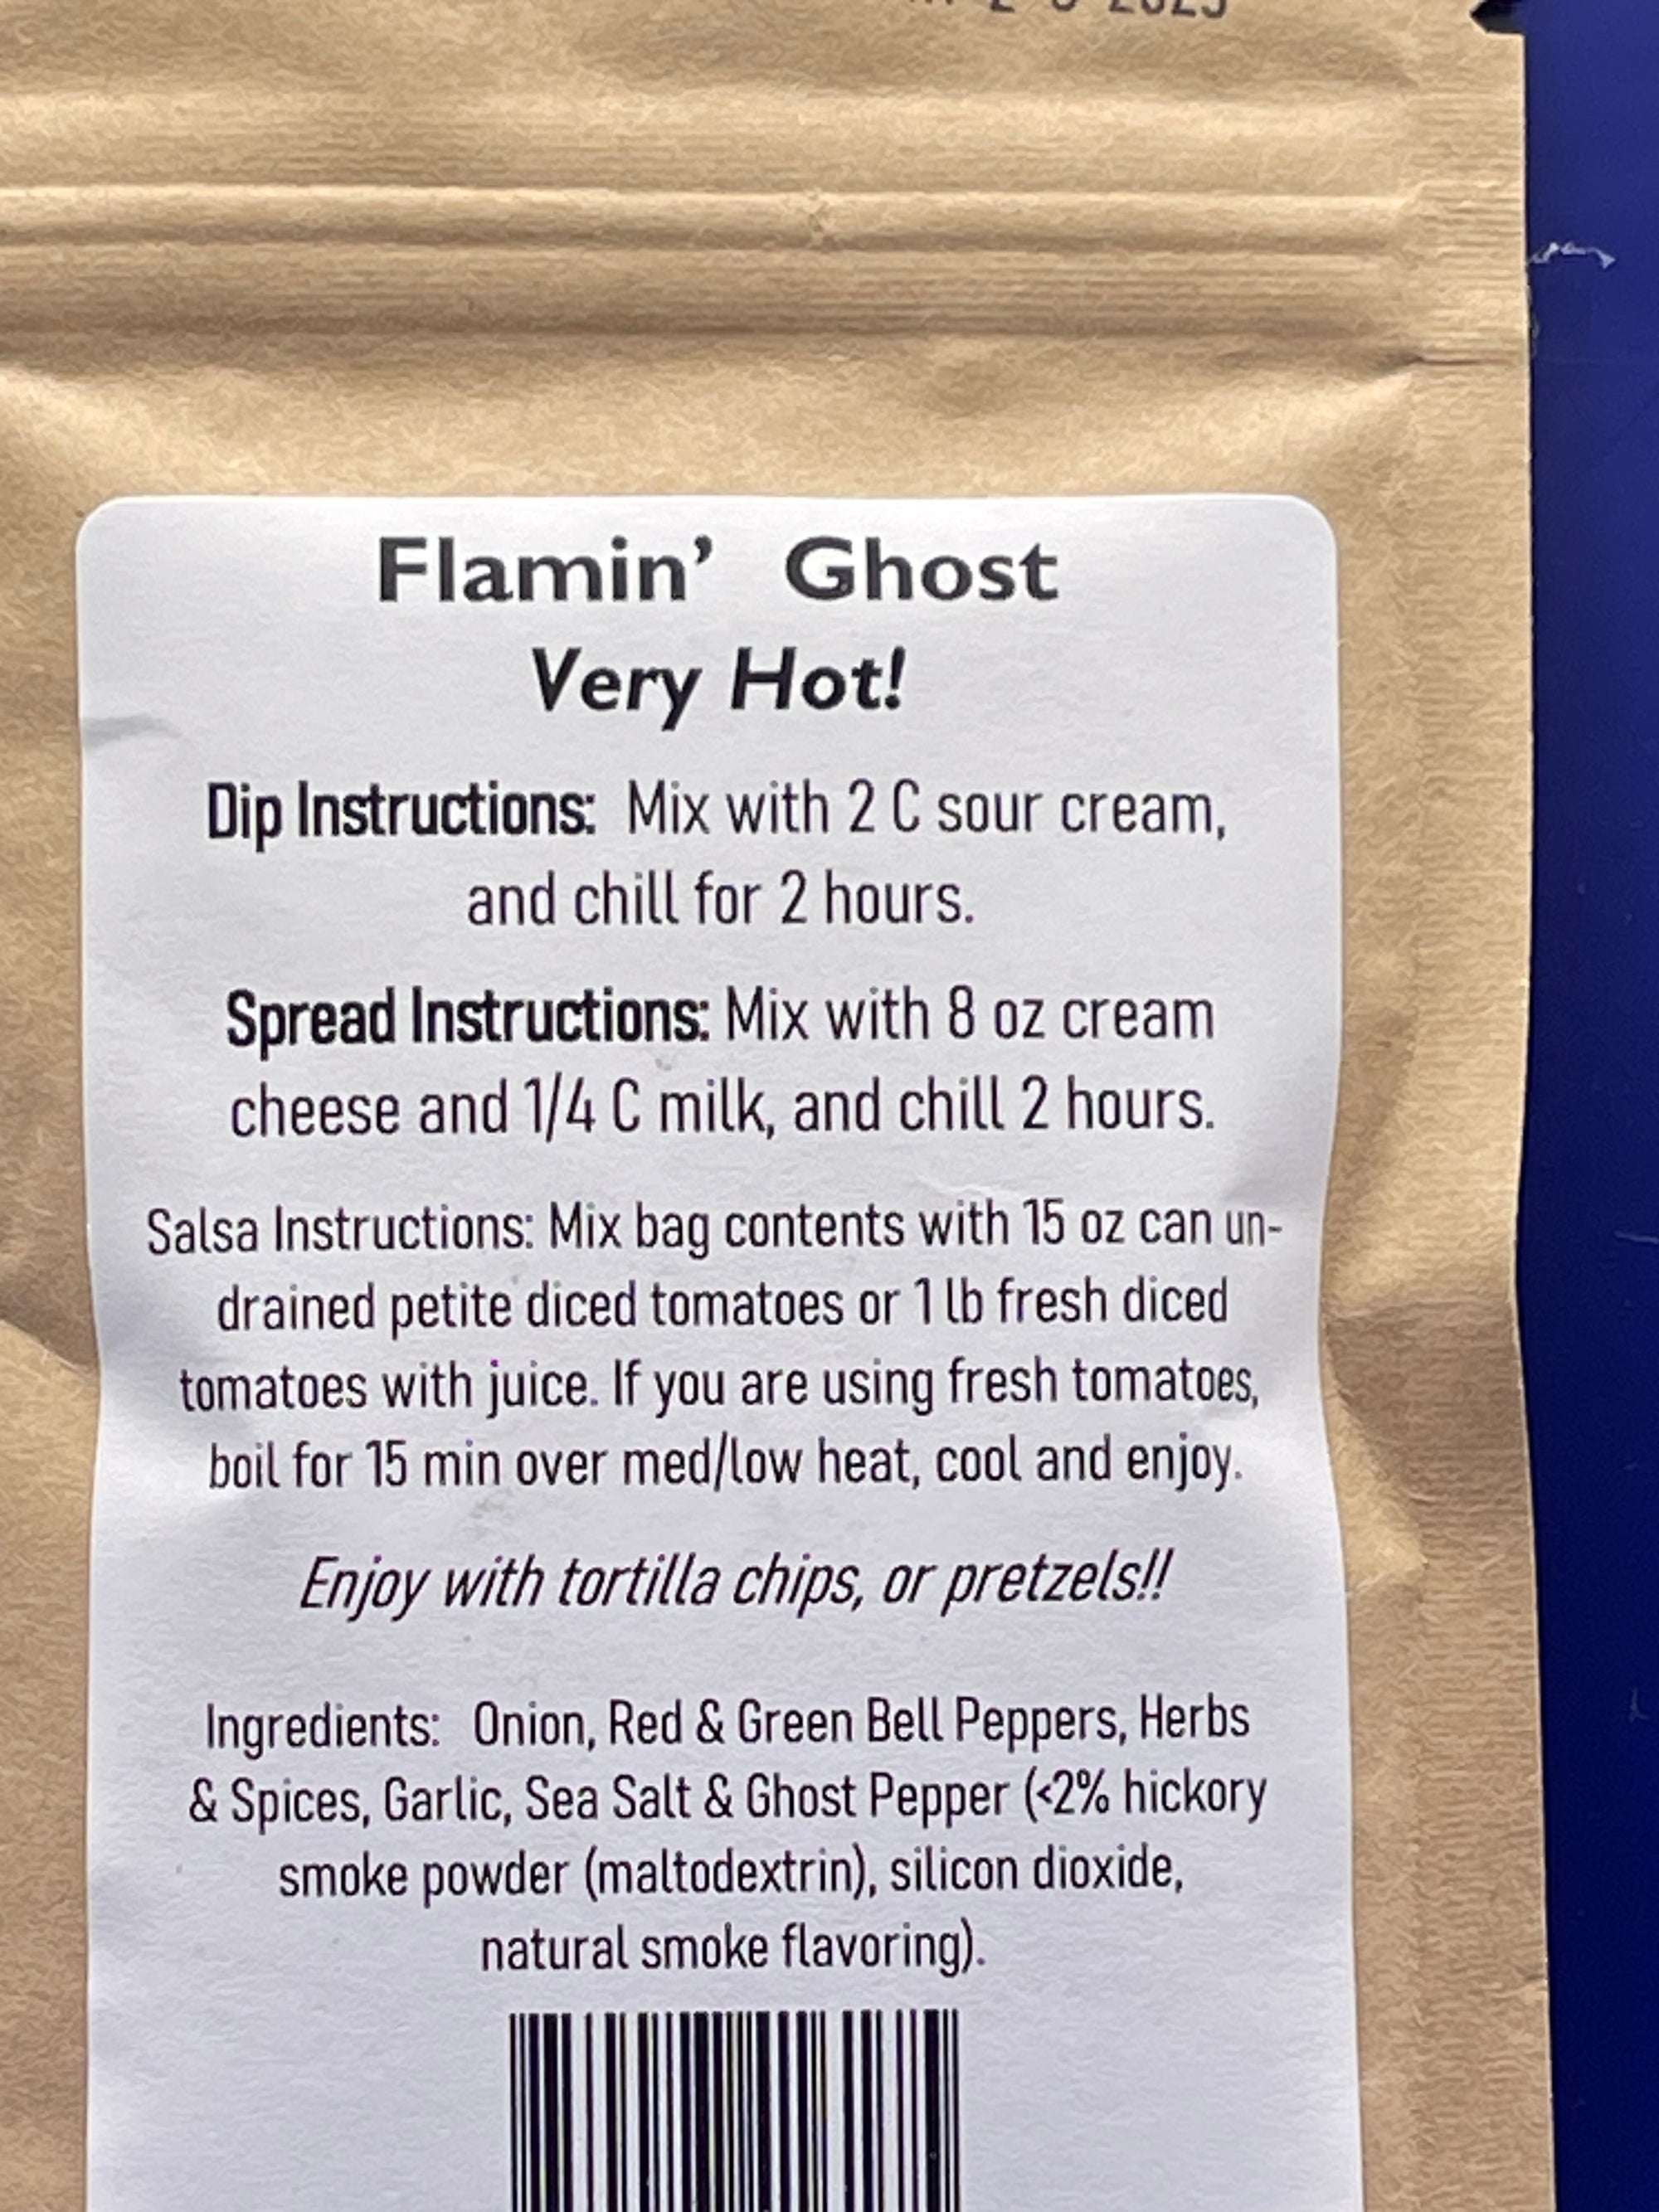 2023
Flamin' Ghost
Very Hot!
Dip Instructions: Mix with 2 C sour cream,
and chill for 2 hours.
Spread Instructions: Mix with 8 oz cream
cheese and 1/4 C milk, and chill 2 hours.
Salsa Instructions: Mix bag contents with 15 oz can un-
drained petite diced tomatoes or 1 lb fresh diced
tomatoes with juice. If you are using fresh tomatoes,
boil for 15 min over med/low heat, cool and enjoy.
Enjoy with tortilla chips, or pretzels!!
Ingredients: Onion, Red & Green Bell Peppers, Herbs
& Spices, Garlic, Sea Salt & Ghost Pepper (<2% hickory
smoke powder (maltodextrin), silicon dioxide,
natural smoke flavoring).